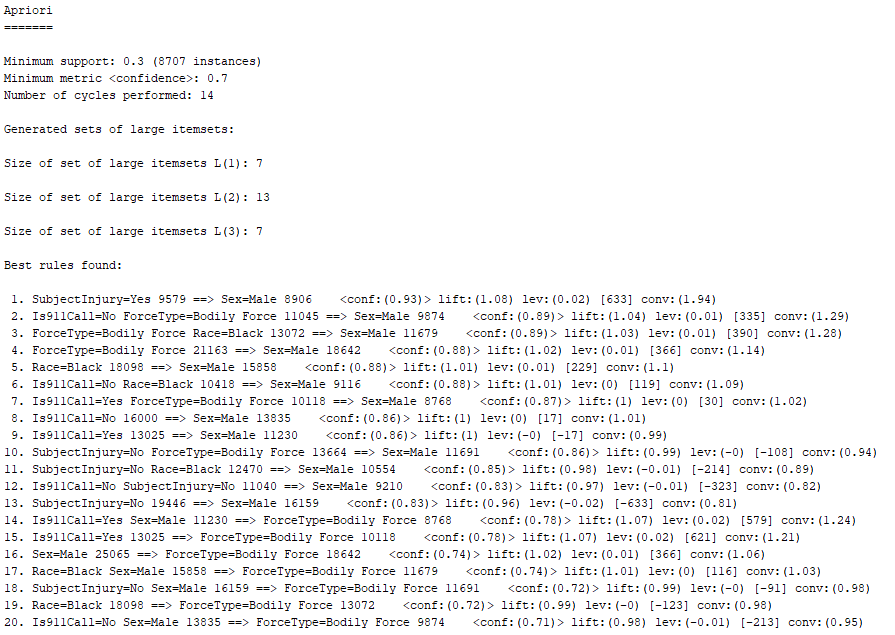 Apriori
=======
Minimum support: 0.3 (8707 instances)
Minimum metric <confidence>: 0.7
Number of cycles performed: 14
Generated sets of large itemsets:
Size of set of large itemsets L(1): 7
Size of set of large itemsets L(2): 13
Size of set of large itemsets L(3): 7
Best rules found:
1. SubjectInjury=Yes 9579 ==> Sex=Male 8906 <conf:(0.93)> lift:(1.08) lev:(0.02) [633] conv:(1.94)
2. Is911Call=No ForceType=Bodily Force 11045 ==> Sex=Male 9874 <conf:(0.89)> lift:(1.04) lev:(0.01) [335] conv:(1.29)
3. ForceType=Bodily Force Race=Black 13072 ==> Sex=Male 11679 <conf:(0.89)> lift:(1.03) lev:(0.01) [390] conv:(1.28)
4. ForceType=Bodily Force 21163 ==> Sex=Male 18642 <conf:(0.88)> lift:(1.02) lev:(0.01) [366] conv:(1.14)
5. Race=Black 18098 ==> Sex=Male 15858 <conf:(0.88)> lift:(1.01) lev:(0.01) [229] conv:(1.1)
6. Is911Call=No Race=Black 10418 ==> Sex=Male 9116 <conf:(0.88)> lift:(1.01) lev:(0) [119] conv:(1.09)
7. Is911Call=Yes ForceType=Bodily Force 10118 ==> Sex=Male 8768 <conf:(0.87)> lift:(1) lev:(0) [30] conv:(1.02)
8. Is911Call=No 16000 ==> Sex=Male 13835 <conf:(0.86)> lift:(1) lev:(0) [17] conv:(1.01)
9. Is911Call=Yes 13025 ==> Sex=Male 11230 <conf:(0.86)> lift:(1) lev:(-0) [-17] conv:(0.99)
10. SubjectInjury=No ForceType=Bodily Force 13664 ==> Sex=Male 11691 <conf:(0.86)> lift:(0.99) lev:(-0) [-108] conv:(0.94)
11. SubjectInjury=No Race=Black 12470 ==> Sex=Male 10554 <conf:(0.85)> lift:(0.98) lev:(-0.01) [-214] conv:(0.89)
12. Is911Call=No SubjectInjury=No 11040 ==> Sex=Male 9210 <conf:(0.83)> lift:(0.97) lev:(-0.01) [-323] conv:(0.82)
13. SubjectInjury=No 19446 ==> Sex=Male 16159 <conf:(0.83)> lift:(0.96) lev:(-0.02) [-633] conv:(0.81)
14. Is911Call=Yes Sex=Male 11230 ==> ForceType=Bodily Force 8768 <conf:(0.78)> lift:(1.07) lev:(0.02) [579] conv:(1.24)
15. Is911Call=Yes 13025 ==> ForceType=Bodily Force 10118 <conf:(0.78)> lift:(1.07) lev:(0.02) [621] conv:(1.21)
16. Sex=Male 25065 ==> ForceType=Bodily Force 18642 <conf:(0.74)> lift:(1.02) lev:(0.01) [366] conv:(1.06)
17. Race=Black Sex=Male 15858 ==> ForceType=Bodily Force 11679 <conf:(0.74)> lift:(1.01) lev:(0) [116] conv:(1.03)
18. SubjectInjury=No Sex=Male 16159 ==> ForceType=Bodily Force 11691 <conf:(0.72)> lift:(0.99) lev:(-0) [-91] conv:(0.98)
19. Race=Black 18098 ==> ForceType=Bodily Force 13072 <conf:(0.72)> lift:(0.99) lev:(-0) [-123] conv:(0.98)
20. Is911Call=No Sex=Male 13835 ==> ForceType=Bodily Force 9874 <conf:(0.71)> lift:(0.98) lev:(-0.01) [-213] conv:(0.95)